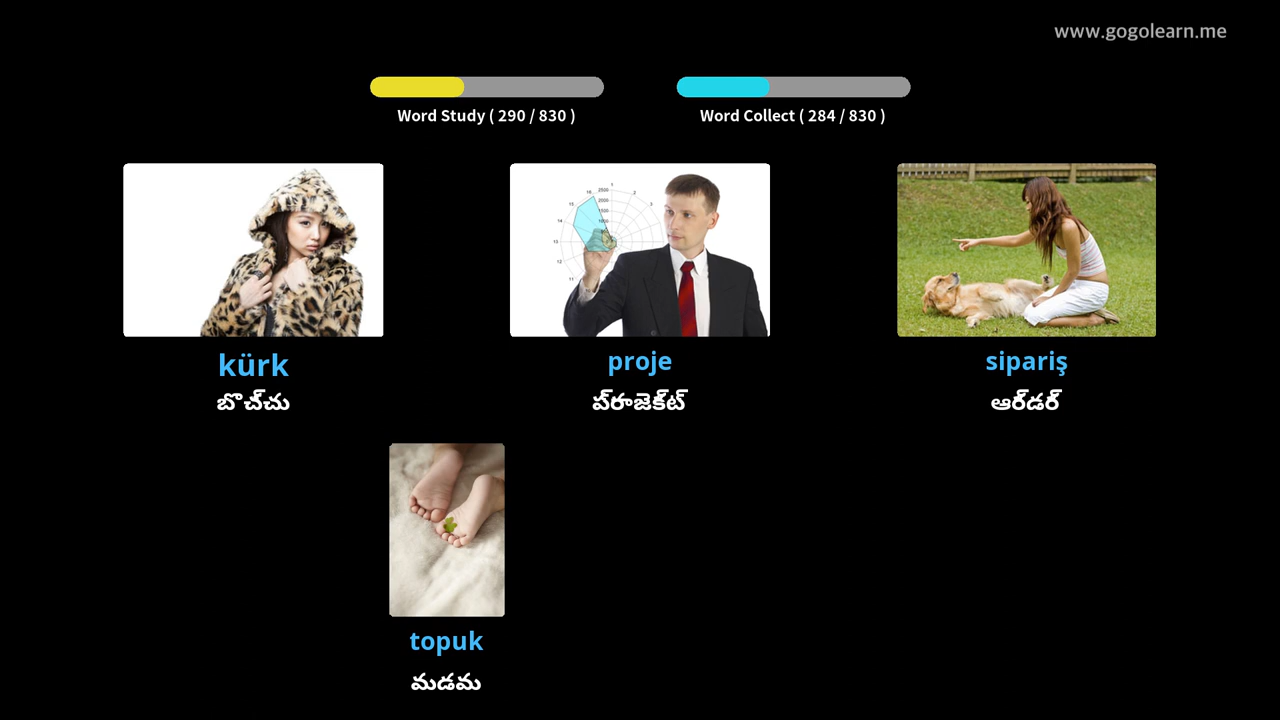 www.gogolearn.me
Word Study ( 290 / 830 )
Word Collect ( 284 / 830 )
kürk
బొచ్చు
proje
ప్రాజెక్ట్
sipariş
ఆర్డర్
topuk
మడమ